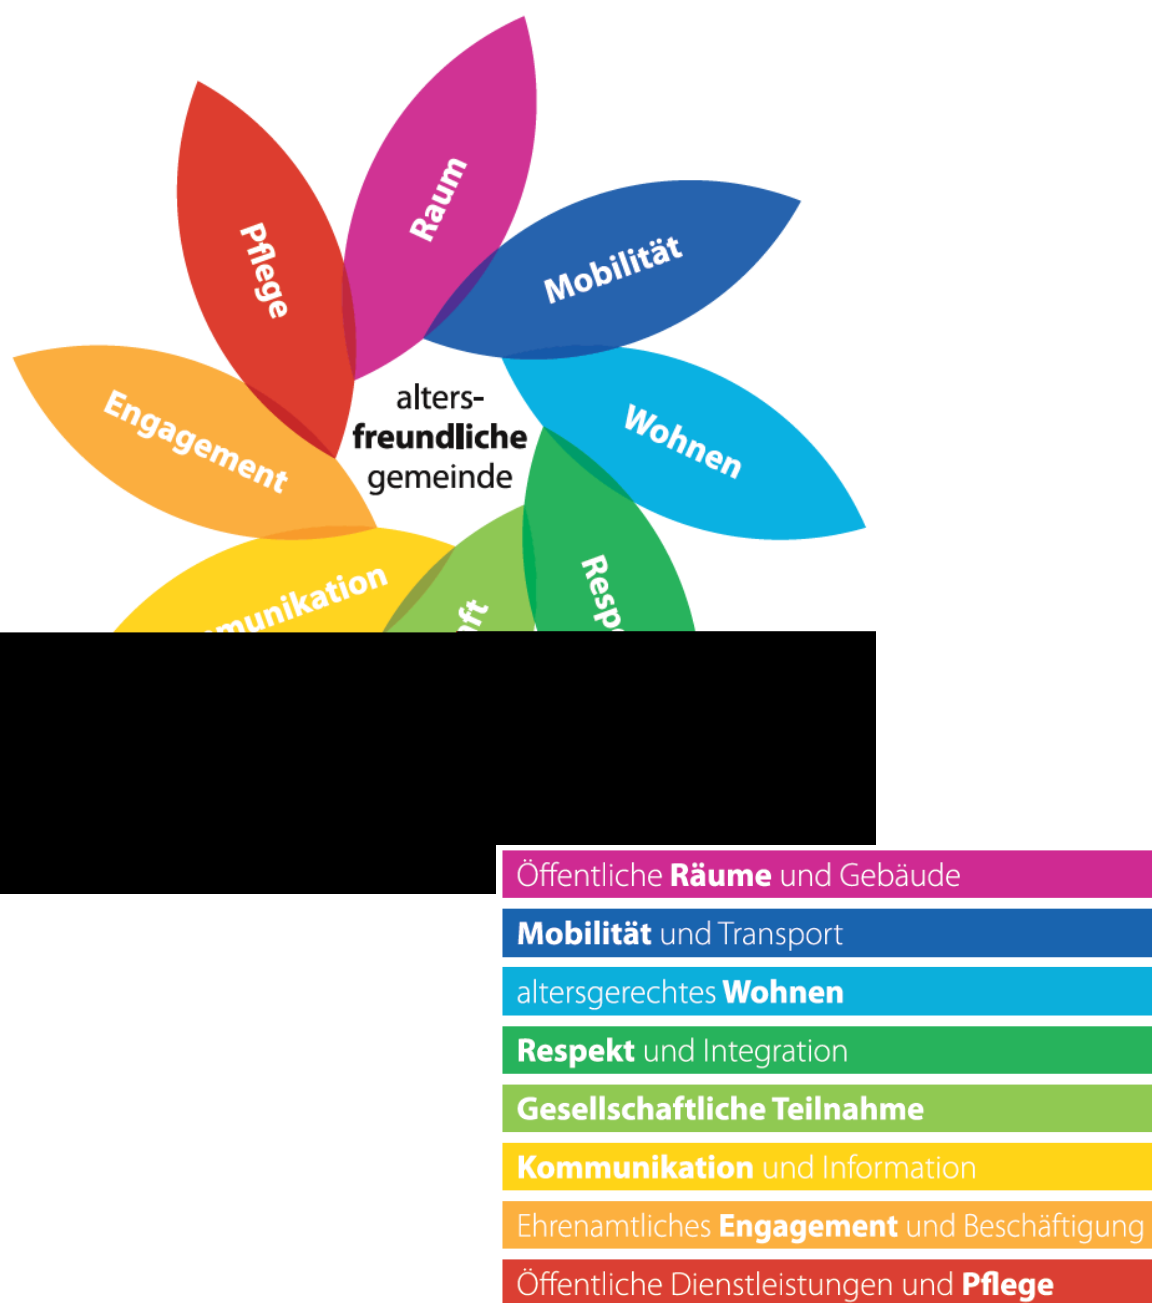 Raum
Pflege
Mobilität
alters-
freundliche
gemeinde
Engagement
Wohnen
Öffentliche Räume und Gebäude
Mobilität und Transport
altersgerechtes Wohnen
Respekt und Integration
Gesellschaftliche Teilnahme
Kommunikation und Information
Ehrenamtliches Engagement und Beschäftigung
Öffentliche Dienstleistungen und Pflege